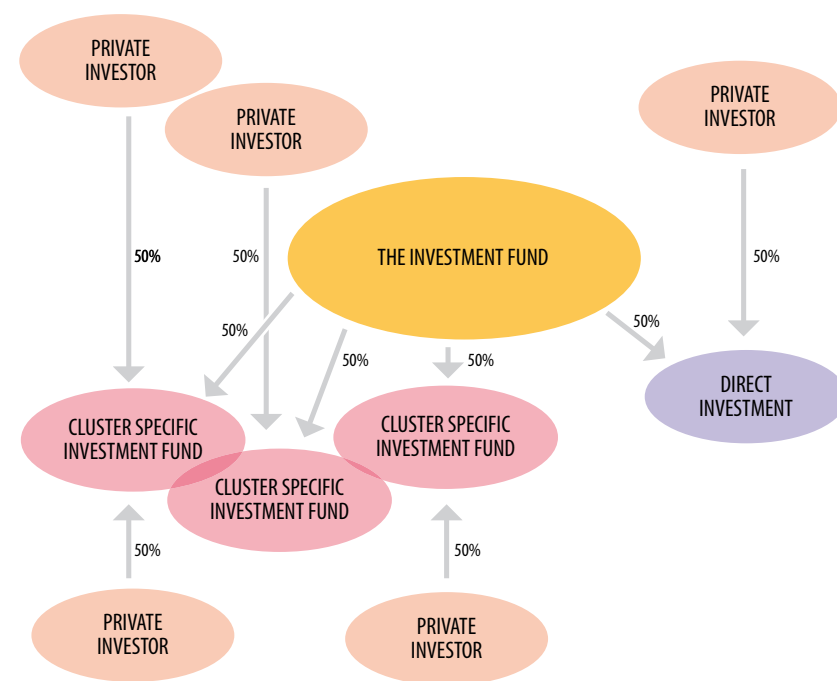 PRIVATE
INVESTOR
PRIVATE
INVESTOR
PRIVATE
INVESTOR
THE INVESTMENT FUND
50%
50%
50%
50%
50%
50%
50%
DIRECT
INVESTMENT
CLUSTER SPECIFIC
INVESTMENT FUND
CLUSTER SPECIFIC
INVESTMENT FUND
CLUSTER SPECIFIC
INVESTMENT FUND
50%
50%
PRIVATE
INVESTOR
PRIVATE
INVESTOR